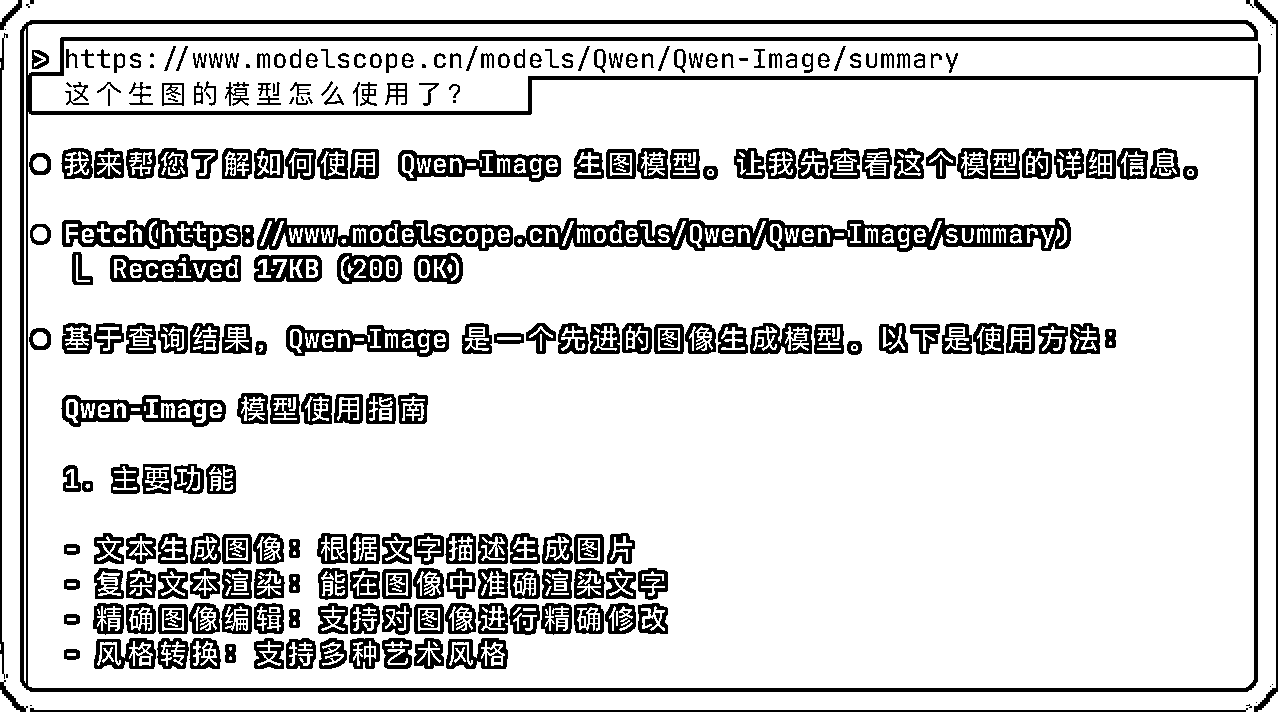 > https://www.modelscope.cn/models/Qwen/Qwen-Image/summary
这个生图的模型怎么使用了?
我来帮您了解如何使用 Qwen-Image 生图模型。让我先查看这个模型的详细信息。
Fetch(https://www.modelscope.cn/models/Qwen/Qwen-Image/summary)
Received 17KB (200 OK)
基于查询结果, Qwen-Image 是一个先进的图像生成模型。以下是使用方法:
Qwen-Image 模型使用指南
1. 主要功能
- 文本生成图像: 根据文字描述生成图片
- 复杂文本渲染: 能在图像中准确渲染文字
- 精确图像编辑: 支持对图像进行精确修改
- 风格转换: 支持多种艺术风格